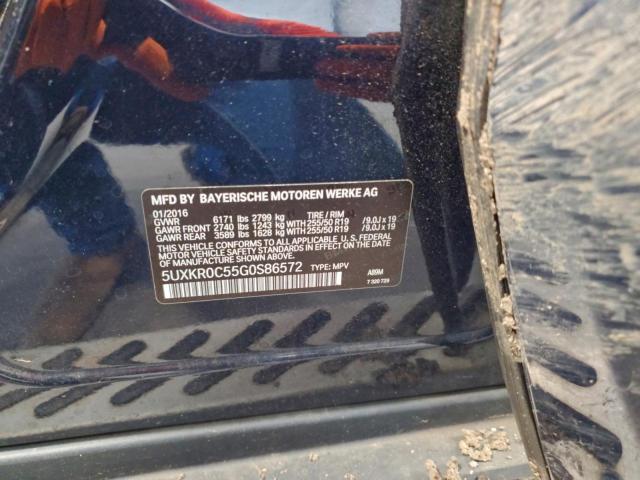 MFD BY BAYERISCHE MOTOREN WERKE AG
01/2016
GVWR 6171 lbs 2799 kg TIRE / RIM
GAWR FRONT 2740 lbs 1243 kg WITH 255/50 R19 /9.0J x 19
GAWR REAR 3589 lbs 1628 kg WITH 255/50 R19 /9.0J x 19
THIS VEHICLE CONFORMS TO ALL APPLICABLE U.S. FEDERAL
MOTOR VEHICLE SAFETY STANDARDS IN EFFECT ON THE DATE
OF MANUFACTURE SHOWN ABOVE.
5UXKR0C55G0S86572 TYPE: MPV A89M
7 320 729